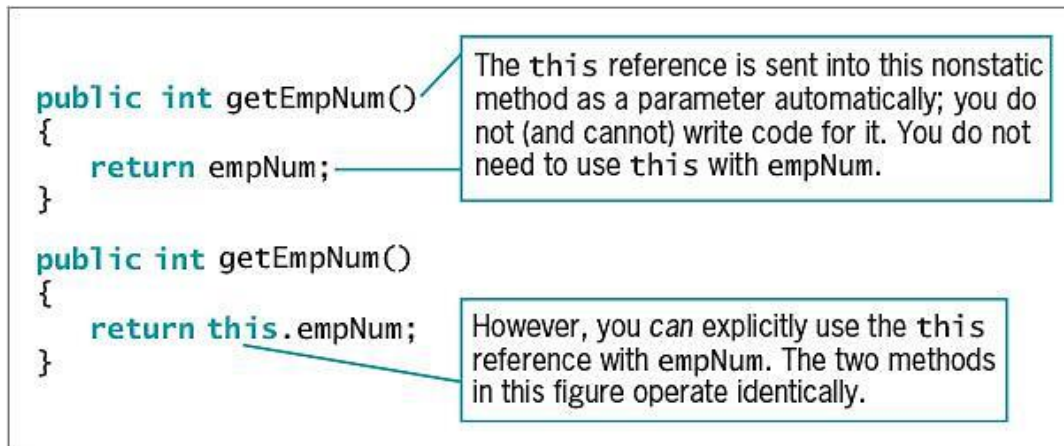 public int getEmpNum()
{
return empNum;
}
The this reference is sent into this nonstatic
method as a parameter automatically; you do
not (and cannot) write code for it. You do not
need to use this with empNum.
public int getEmpNum()
{
return this.empNum;
}
However, you can explicitly use the this
reference with empNum. The two methods
in this figure operate identically.